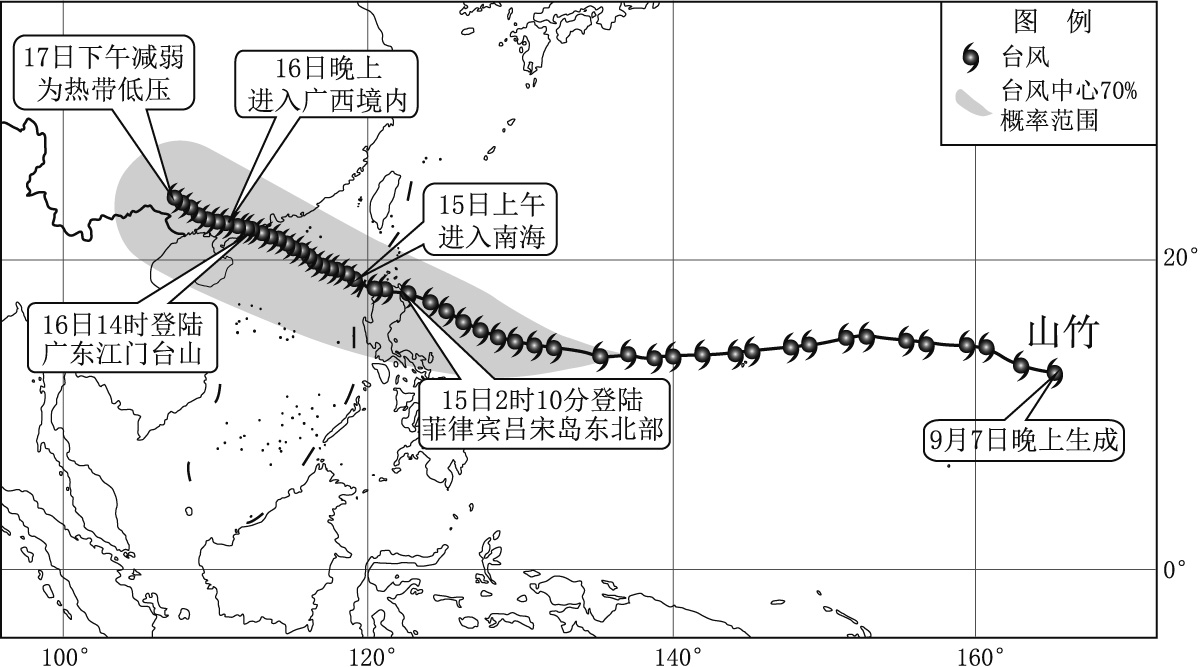 图 例
台风
台风中心70%
概率范围
17日下午减弱
为热带低压
16日晚上
进入广西境内
15日上午
进入南海
20°
16日14时登陆
广东江门台山
山竹
15日2时10分登陆
菲律宾吕宋岛东北部
9月7日晚上生成
0°
100°
120°
140°
160°